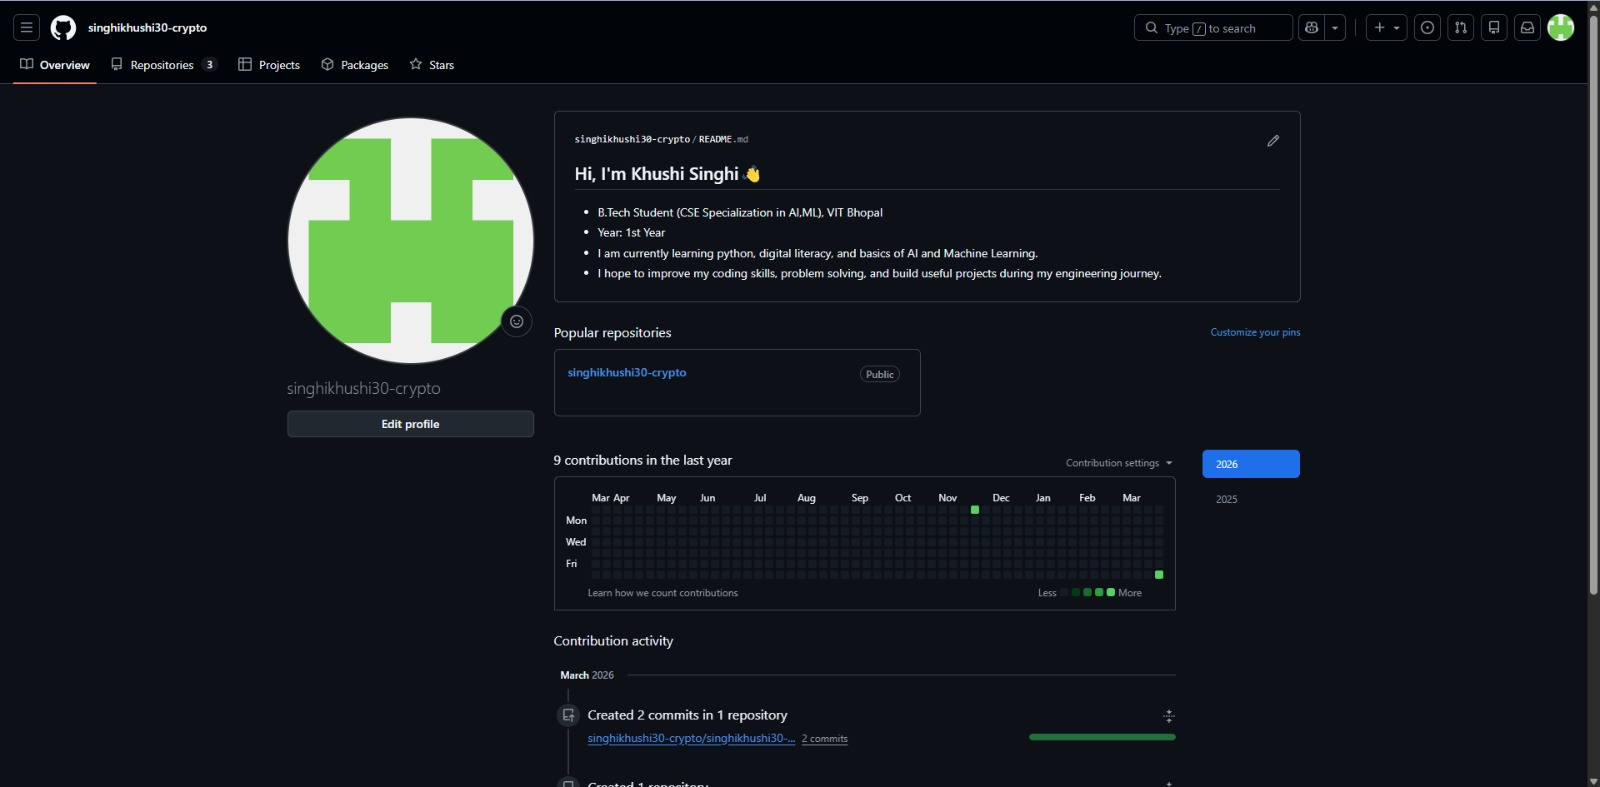 singhikhushi30-crypto
Type / to search
Overview
Repositories 3
Projects
Packages
Stars
singhikhushi30-crypto
Edit profile
singhikhushi30-crypto/README.md
Hi, I'm Khushi Singhi 👋
B.Tech Student (CSE Specialization in AI,ML), VIT Bhopal
Year: 1st Year
I am currently learning python, digital literacy, and basics of AI and Machine Learning.
I hope to improve my coding skills, problem solving, and build useful projects during my engineering journey.
Popular repositories
Customize your pins
singhikhushi30-crypto
Public
9 contributions in the last year
Contribution settings
2026
2025
Mar Apr May Jun Jul Aug Sep Oct Nov Dec Jan Feb Mar
Mon
Wed
Fri
Learn how we count contributions
Less More
Contribution activity
March 2026
Created 2 commits in 1 repository
singhikhushi30-crypto/singhikhushi30-... 2 commits
Created 1 repository